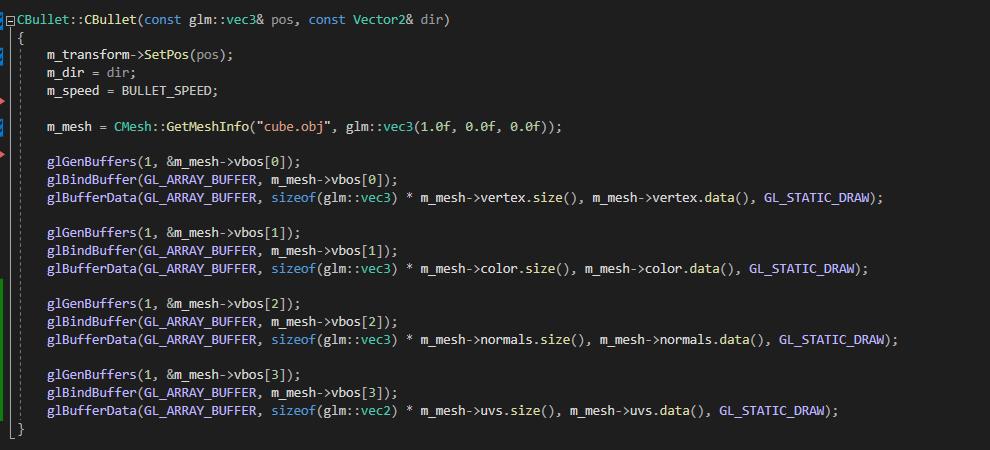 CBullet::CBullet(const glm::vec3& pos, const Vector2& dir)
{
m_transform->SetPos(pos);
m_dir = dir;
m_speed = BULLET_SPEED;
m_mesh = CMesh::GetMeshInfo("cube.obj", glm::vec3(1.0f, 0.0f, 0.0f));
glGenBuffers(1, &m_mesh->vbos[0]);
glBindBuffer(GL_ARRAY_BUFFER, m_mesh->vbos[0]);
glBufferData(GL_ARRAY_BUFFER, sizeof(glm::vec3) * m_mesh->vertex.size(), m_mesh->vertex.data(), GL_STATIC_DRAW);
glGenBuffers(1, &m_mesh->vbos[1]);
glBindBuffer(GL_ARRAY_BUFFER, m_mesh->vbos[1]);
glBufferData(GL_ARRAY_BUFFER, sizeof(glm::vec3) * m_mesh->color.size(), m_mesh->color.data(), GL_STATIC_DRAW);
glGenBuffers(1, &m_mesh->vbos[2]);
glBindBuffer(GL_ARRAY_BUFFER, m_mesh->vbos[2]);
glBufferData(GL_ARRAY_BUFFER, sizeof(glm::vec3) * m_mesh->normals.size(), m_mesh->normals.data(), GL_STATIC_DRAW);
glGenBuffers(1, &m_mesh->vbos[3]);
glBindBuffer(GL_ARRAY_BUFFER, m_mesh->vbos[3]);
glBufferData(GL_ARRAY_BUFFER, sizeof(glm::vec2) * m_mesh->uvs.size(), m_mesh->uvs.data(), GL_STATIC_DRAW);
}